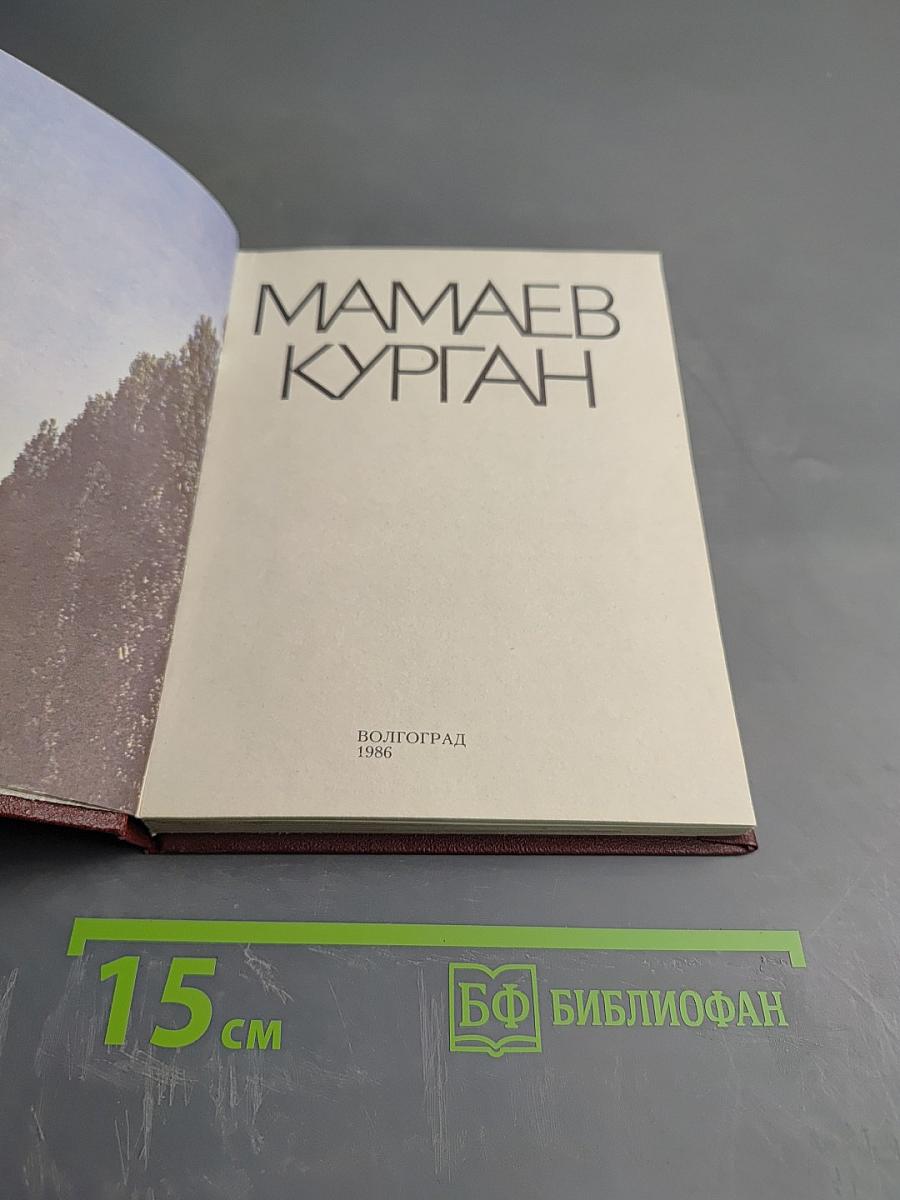 МАМАЕВ
КУРГАН
ВОЛГОГРАД
1986
15 см
БФ БИБЛИОФАН